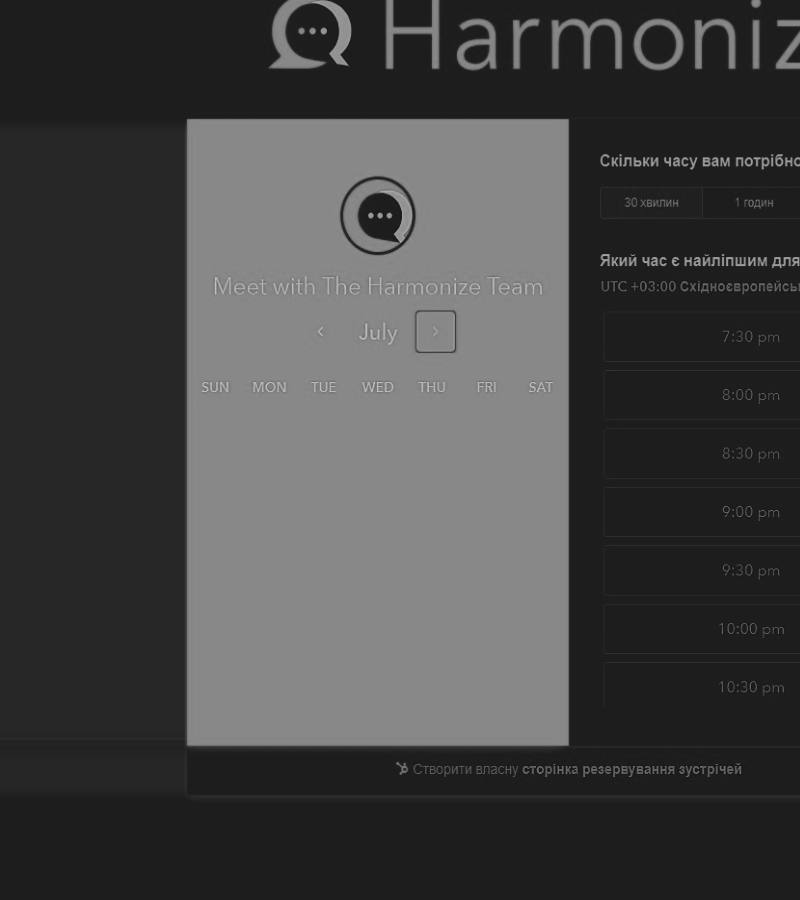 Harmoniz
Meet with The Harmonize Team
July
SUN MON TUE WED THU FRI SAT
Скільки часу вам потрібно
30 хвилин 1 годин
Який час є найліпшим для
UTC +03:00 Східноєвропейсь
7:30 pm
8:00 pm
8:30 pm
9:00 pm
9:30 pm
10:00 pm
10:30 pm
Створити власну сторінка резервування зустрічей